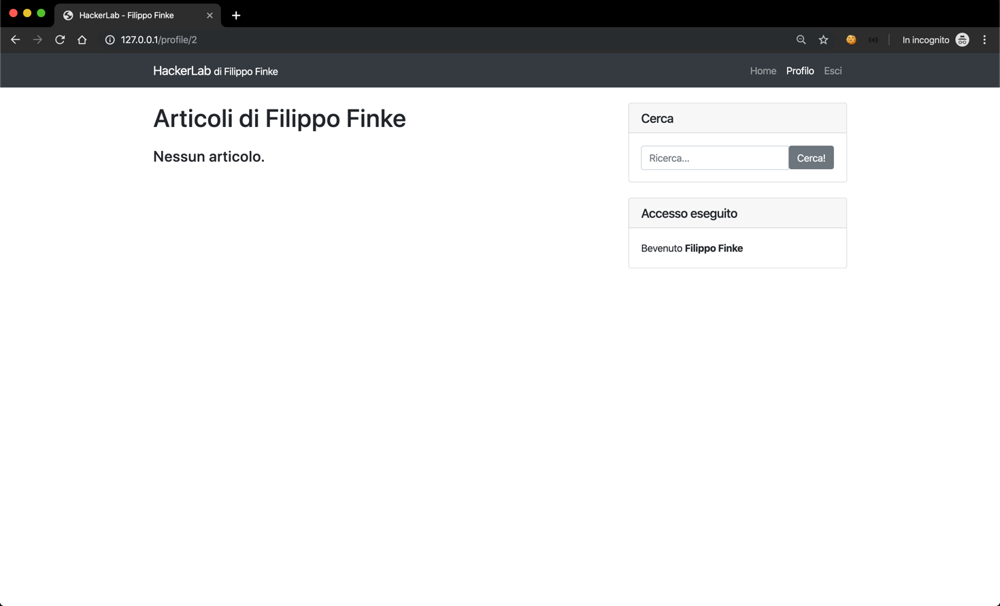 HackerLab - Filippo Finke
127.0.0.1/profile/2
In incognito
HackerLab di Filippo Finke
Home Profilo Esci
Articoli di Filippo Finke
Nessun articolo.
Cerca
Ricerca...
Cerca!
Accesso eseguito
Bevenuto Filippo Finke